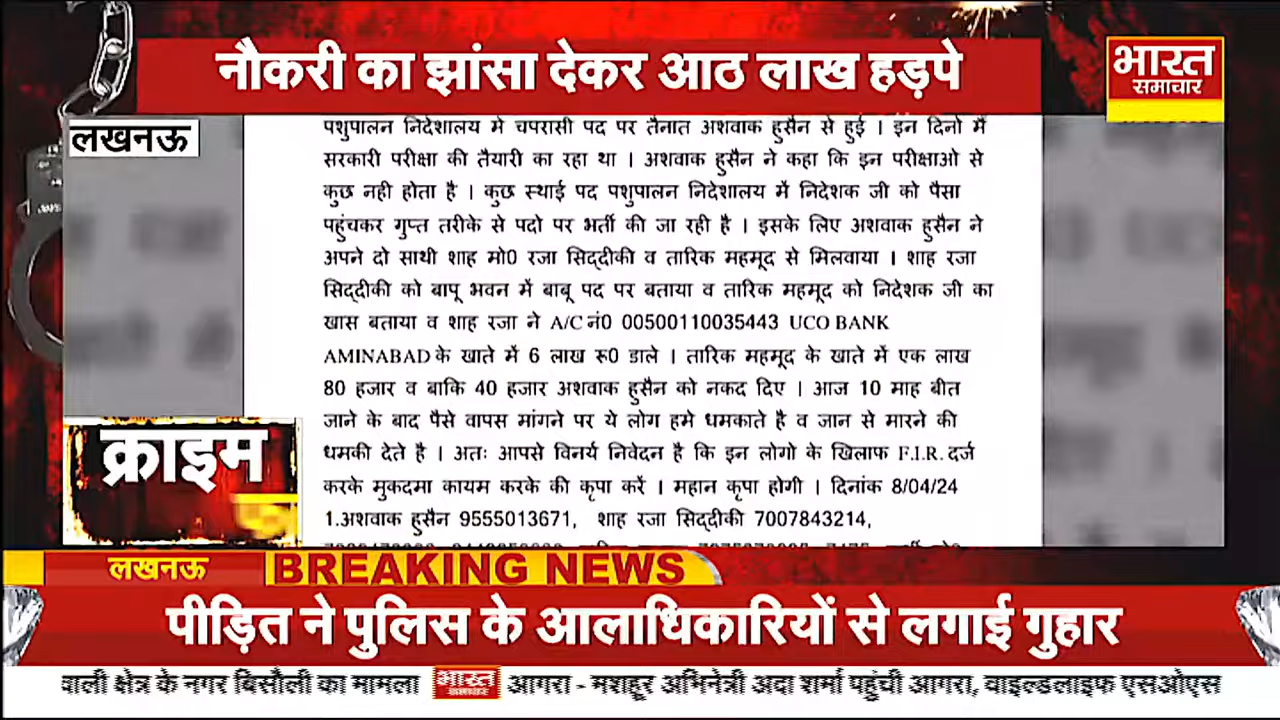 नौकरी का झांसा देकर आठ लाख हड़पे
भारत
समाचार
लखनऊ
पशुपालन निदेशालय मे चपरासी पद पर तैनात अशवाक हुसैन से हुई । इन दिनों मैं
सरकारी परीक्षा की तैयारी का रहा था । अशवाक हुसैन ने कहा कि इन परीक्षाओ से
कुछ नही होता है । कुछ स्थाई पद पशुपालन निदेशालय में निदेशक जी को पैसा
पहुंचकर गुप्त तरीके से पदो पर भर्ती की जा रही है । इसके लिए अशवाक हुसैन ने
अपने दो साथी शाह मो0 रजा सिद्दीकी व तारिक महमूद से मिलवाया । शाह रजा
सिद्दीकी को बापू भवन में बाबू पद पर बताया व तारिक महमूद को निदेशक जी का
खास बताया व शाह रजा ने A/C नं0 00500110035443 UCO BANK
AMINABAD के खाते में 6 लाख रू0 डाले । तारिक महमूद के खाते में एक लाख
80 हजार व बाकि 40 हजार अशवाक हुसैन को नकद दिए । आज 10 माह बीत
जाने के बाद पैसे वापस मांगने पर ये लोग हमे धमकाते है व जान से मारने की
धमकी देते है । अतः आपसे विनर्य निवेदन है कि इन लोगो के खिलाफ F.I.R. दर्ज
करके मुकदमा कायम करके की कृपा करें । महान कृपा होगी । दिनांक 8/04/24
1.अशवाक हुसैन 9555013671, शाह रजा सिद्दीकी 7007843214,
क्राइम
लखनऊ
BREAKING NEWS
पीड़ित ने पुलिस के आलाधिकारियों से लगाई गुहार
वाली क्षेत्र के नगर बिसौली का मामला भारत समाचार आगरा - मशहूर अभिनेत्री अदा शर्मा पहुंची आगरा, वाइल्डलाइफ एसओएस